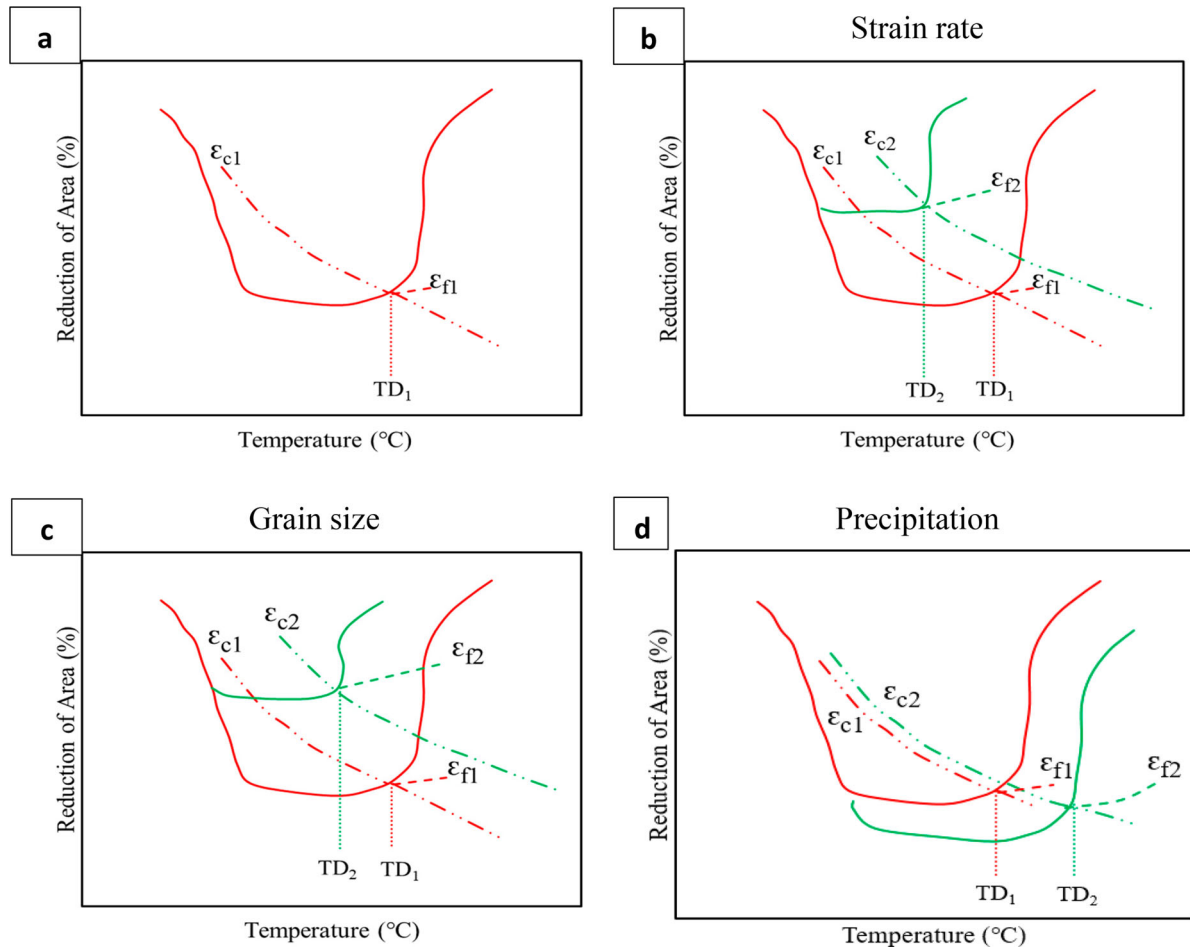 a
Reduction of Area (%)
εc1
εf1
TD1
Temperature (°C)
b
Strain rate
Reduction of Area (%)
εc1
εc2
εf2
εf1
TD2
TD1
Temperature (°C)
c
Grain size
Reduction of Area (%)
εc1
εc2
εf2
εf1
TD2
TD1
Temperature (°C)
d
Precipitation
Reduction of Area (%)
εc2
εc1
εf1
εf2
TD1
TD2
Temperature (°C)